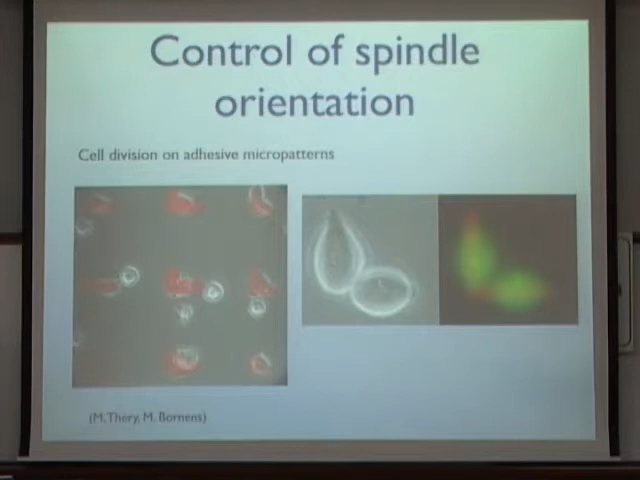 Control of spindle
orientation
Cell division on adhesive micropatterns
(M. Thery, M. Bornens)